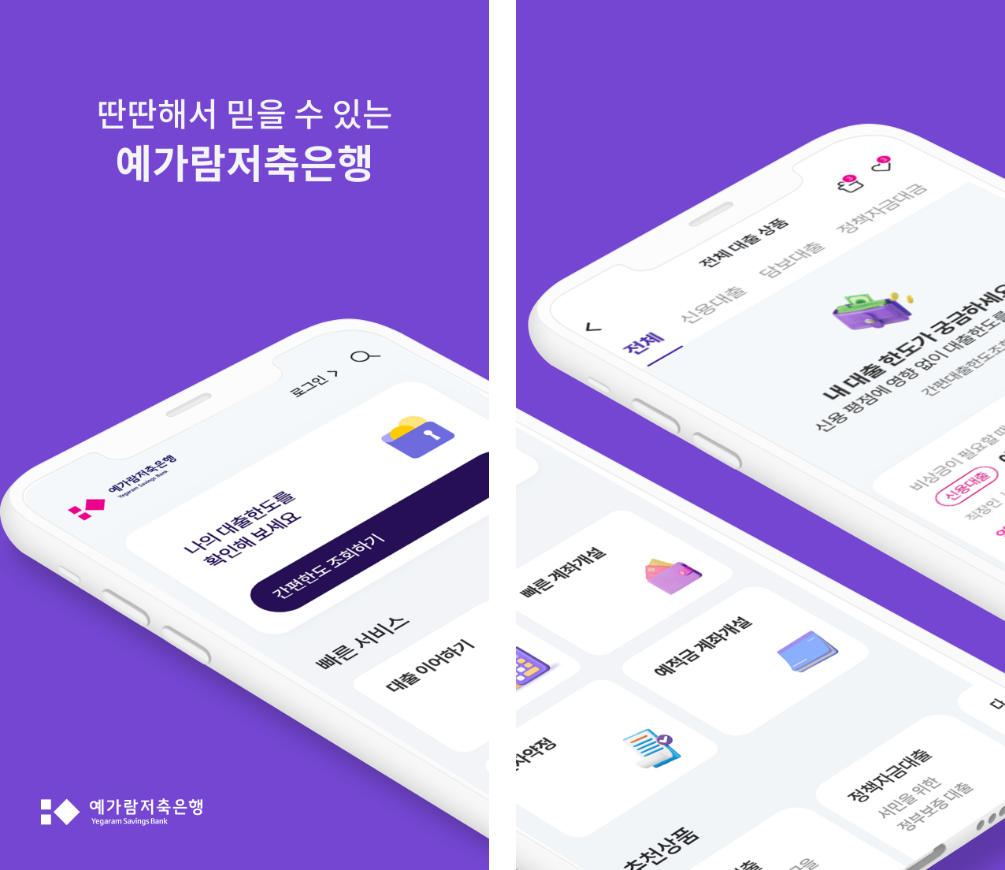 딴딴해서 믿을 수 있는
예가람저축은행
로그인 >
예가람저축은행
Yegaram Savings Bank
나의 대출한도를
확인해 보세요
간편한도 조회하기
빠른 서비스
대출 이어하기
예가람저축은행
Yegaram Savings Bank
전체 대출 상품
전체
신용대출
담보대출
정책자금대출
내 대출 한도가 궁금하세요
신용 평점에 영향 없이 대출한도를
간편대출한도조회
비상금이 필요할 때
신용대출
직장인
빠른 계좌개설
예적금 계좌개설
자약정
추천상품
정책자금대출
서민을 위한
정부보증 대출